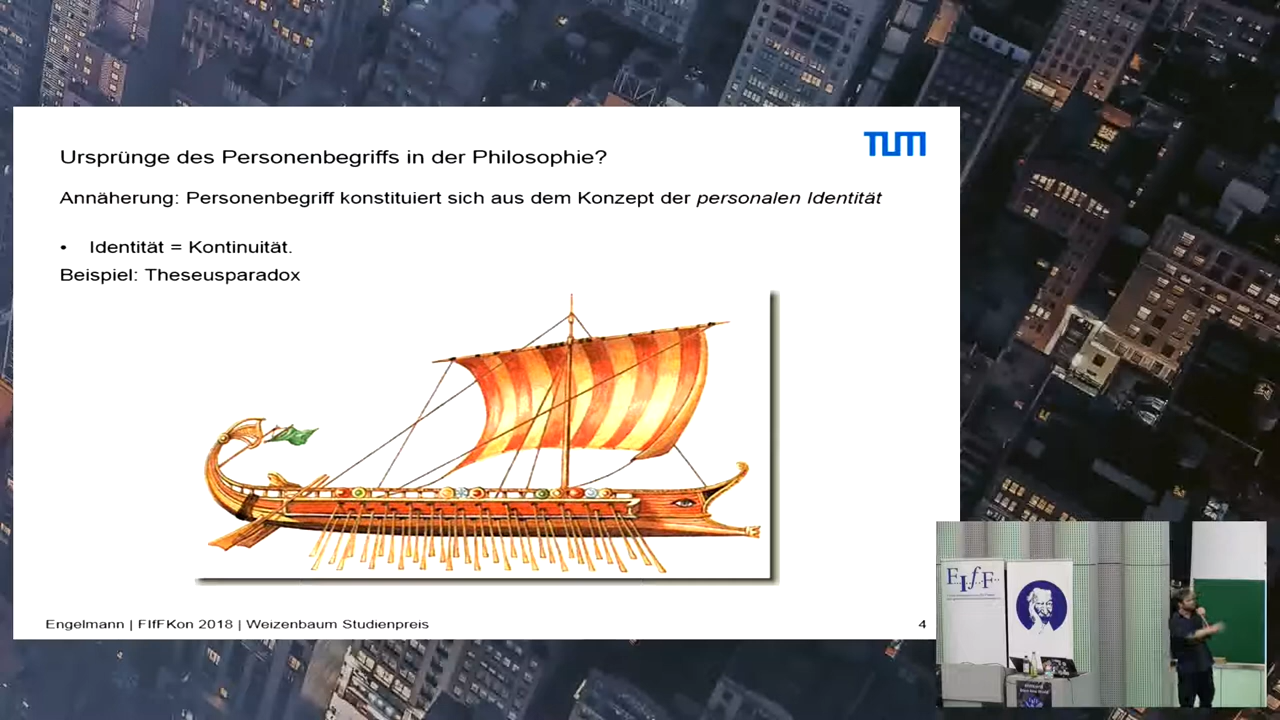 TUM
Ursprünge des Personenbegriffs in der Philosophie?
Annäherung: Personenbegriff konstituiert sich aus dem Konzept der personalen Identität
• Identität = Kontinuität.
Beispiel: Theseusparadox
Engelmann | FIfFKon 2018 | Weizenbaum Studienpreis
4
FIfF